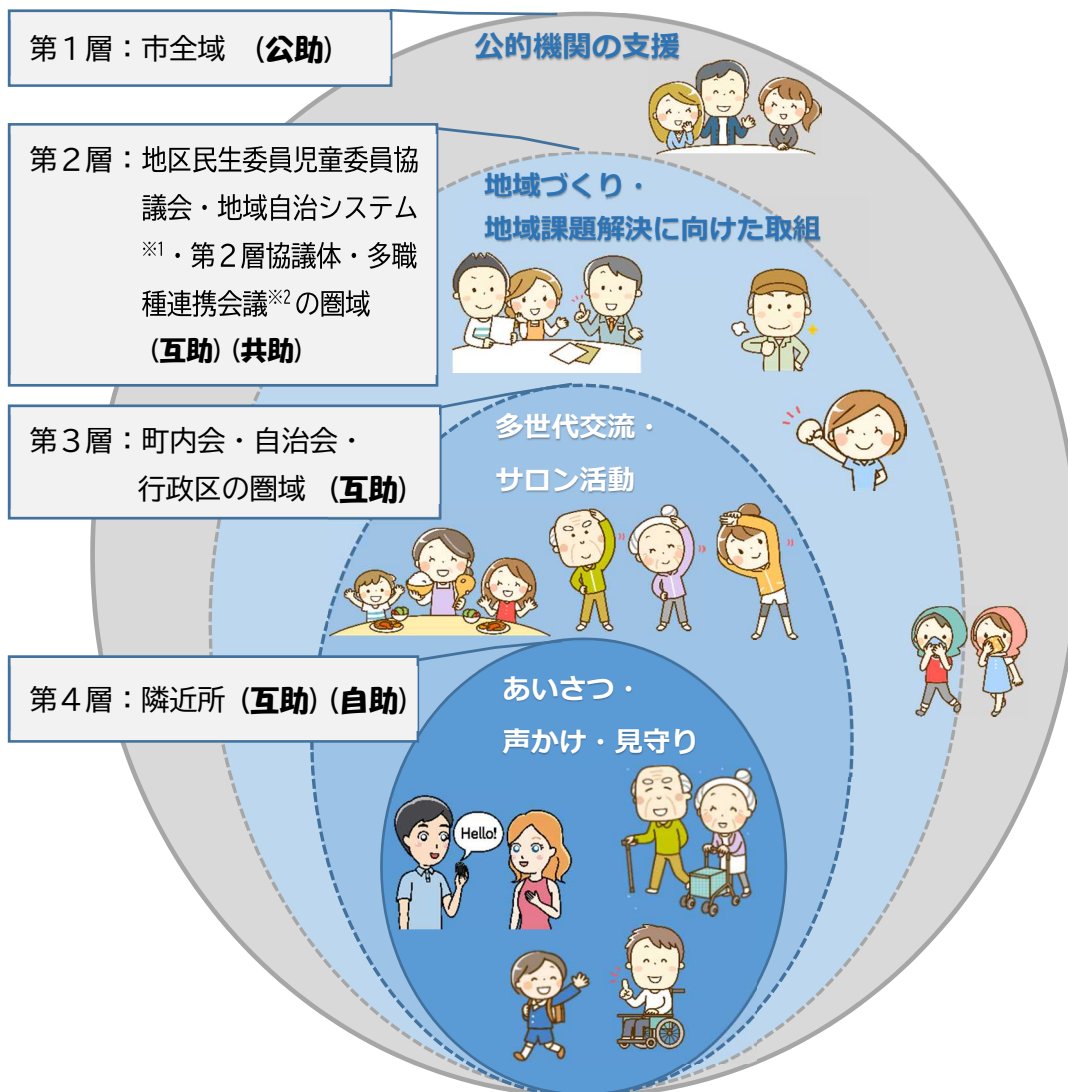 第１層：市全域 (公助)
公的機関の支援
第２層：地区民生委員児童委員協
議会・地域自治システム
※1・第２層協議体・多職
種連携会議※2の圏域
(互助) (共助)
地域づくり・
地域課題解決に向けた取組
第３層：町内会・自治会・
行政区の圏域 (互助)
多世代交流・
サロン活動
第４層：隣近所 (互助) (自助)
あいさつ・
声かけ・見守り
Hello!